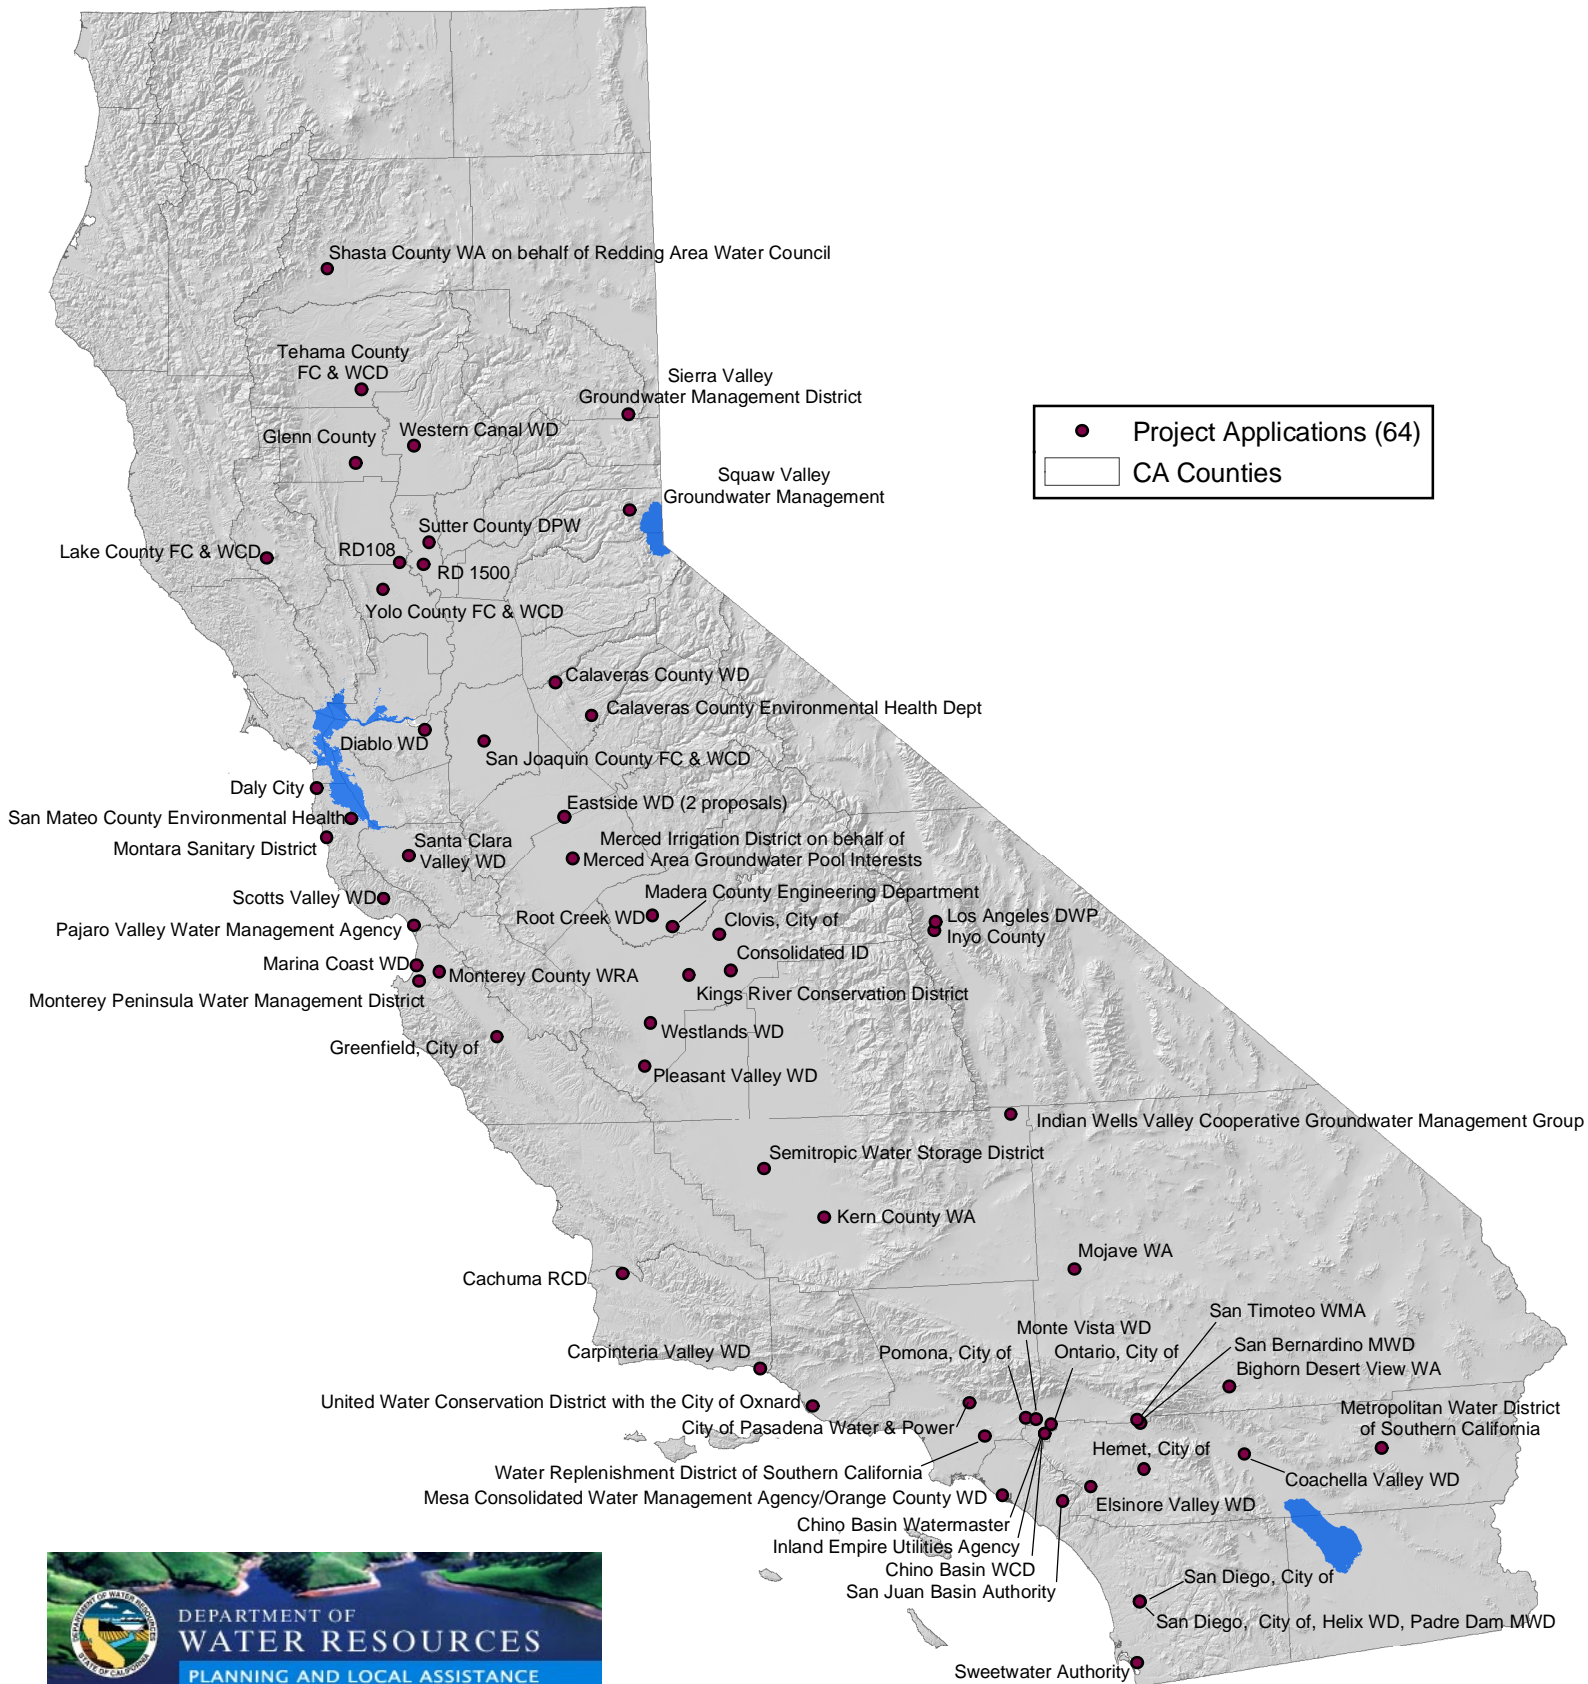 Shasta County WA on behalf of Redding Area Water Council
Tehama County
FC & WCD
Sierra Valley
Groundwater Management District
Glenn County
Western Canal WD
Project Applications (64)
CA Counties
Squaw Valley
Groundwater Management
Sutter County DPW
Lake County FC & WCD
RD108
RD 1500
Yolo County FC & WCD
Calaveras County WD
Calaveras County Environmental Health Dept
Diablo WD
San Joaquin County FC & WCD
Daly City
Eastside WD (2 proposals)
San Mateo County Environmental Health
Montara Sanitary District
Santa Clara
Valley WD
Merced Irrigation District on behalf of
Merced Area Groundwater Pool Interests
Madera County Engineering Department
Scotts Valley WD
Root Creek WD
Clovis, City of
Los Angeles DWP
Inyo County
Pajaro Valley Water Management Agency
Consolidated ID
Marina Coast WD
Monterey County WRA
Kings River Conservation District
Monterey Peninsula Water Management District
Westlands WD
Greenfield, City of
Pleasant Valley WD
Indian Wells Valley Cooperative Groundwater Management Group
Semitropic Water Storage District
Kern County WA
Mojave WA
Cachuma RCD
San Timoteo WMA
Monte Vista WD
San Bernardino MWD
Carpinteria Valley WD
Pomona, City of
Ontario, City of
Bighorn Desert View WA
United Water Conservation District with the City of Oxnard
City of Pasadena Water & Power
Metropolitan Water District
of Southern California
Hemet, City of
Water Replenishment District of Southern California
Coachella Valley WD
Mesa Consolidated Water Management Agency/Orange County WD
Elsinore Valley WD
Chino Basin Watermaster
Inland Empire Utilities Agency
Chino Basin WCD
San Juan Basin Authority
San Diego, City of
San Diego, City of, Helix WD, Padre Dam MWD
Sweetwater Authority
DEPARTMENT OF WATER RESOURCES
STATE OF CALIFORNIA
DEPARTMENT OF
WATER RESOURCES
PLANNING AND LOCAL ASSISTANCE